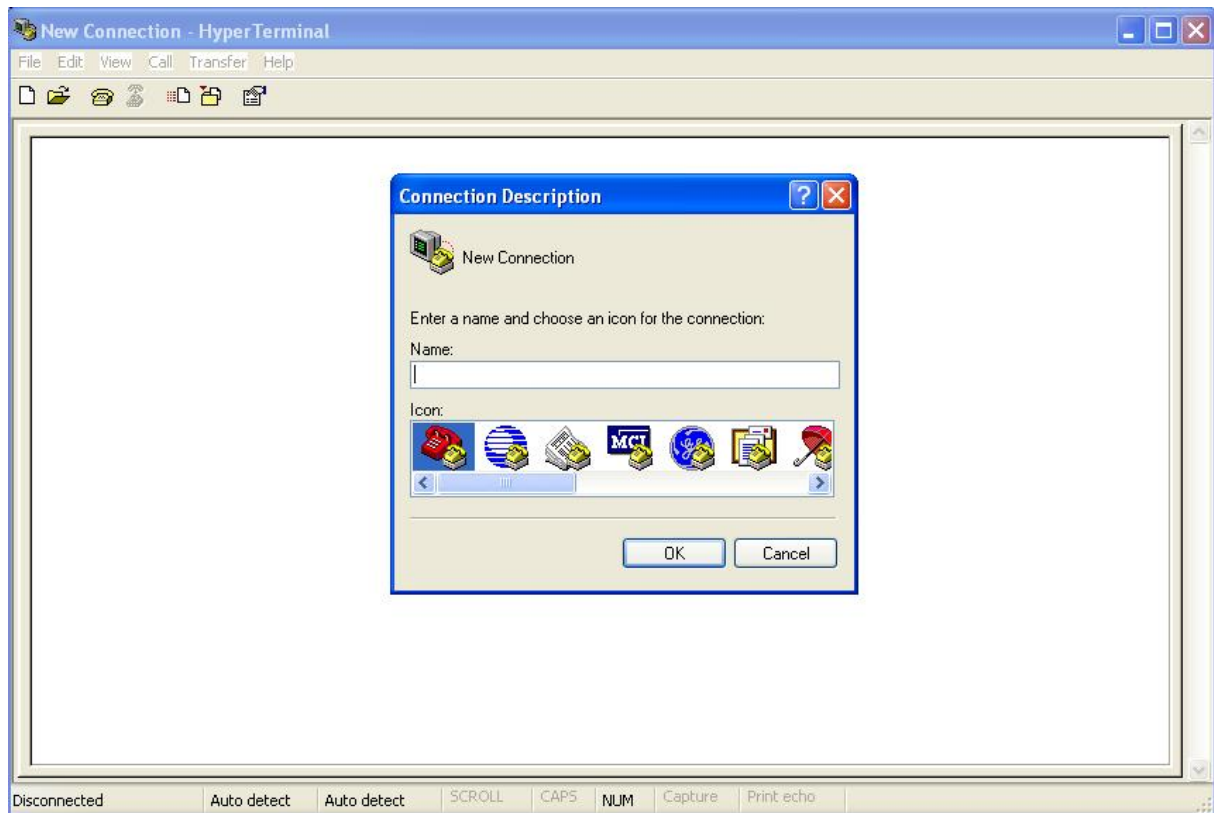 New Connection - HyperTerminal
File Edit View Call Transfer Help
Connection Description
New Connection
Enter a name and choose an icon for the connection:
Name:
Icon:
MCI
OK Cancel
Disconnected Auto detect Auto detect SCROLL CAPS NUM Capture Print echo